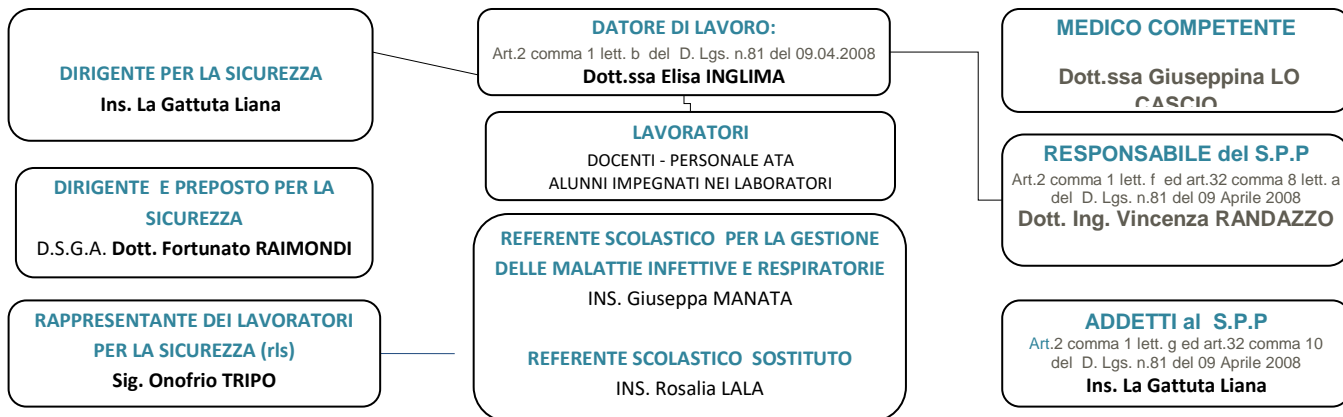 DIRIGENTE PER LA SICUREZZA
Ins. La Gattuta Liana
DATORE DI LAVORO:
Art.2 comma 1 lett. b del D. Lgs. n.81 del 09.04.2008
Dott.ssa Elisa INGLIMA
MEDICO COMPETENTE
Dott.ssa Giuseppina LO
CASCIO
LAVORATORI
DOCENTI - PERSONALE ATA
ALUNNI IMPEGNATI NEI LABORATORI
RESPONSABILE del S.P.P
Art.2 comma 1 lett. f ed art.32 comma 8 lett. a
del D. Lgs. n.81 del 09 Aprile 2008
Dott. Ing. Vincenza RANDAZZO
DIRIGENTE E PREPOSTO PER LA
SICUREZZA
D.S.G.A. Dott. Fortunato RAIMONDI
REFERENTE SCOLASTICO PER LA GESTIONE
DELLE MALATTIE INFETTIVE E RESPIRATORIE
INS. Giuseppa MANATA
REFERENTE SCOLASTICO SOSTITUTO
INS. Rosalia LALA
RAPPRESENTANTE DEI LAVORATORI
PER LA SICUREZZA (rls)
Sig. Onofrio TRIPO
ADDETTI al S.P.P
Art.2 comma 1 lett. g ed art.32 comma 10
del D. Lgs. n.81 del 09 Aprile 2008
Ins. La Gattuta Liana